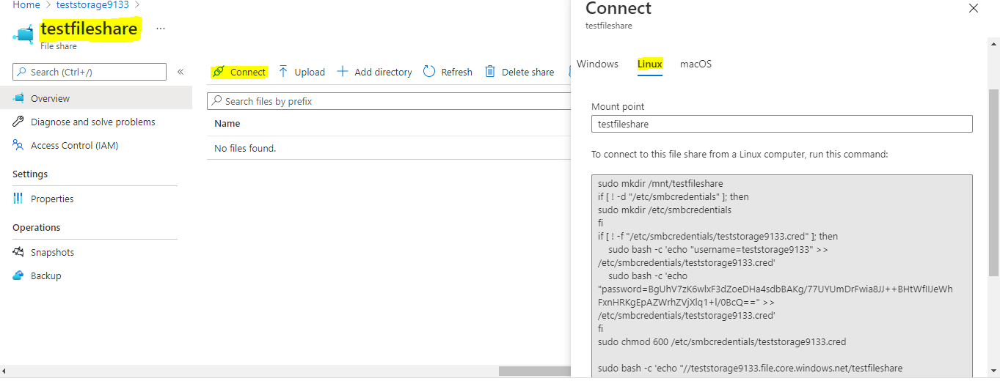 Home > teststorage9133 >
testfileshare ...
File share
Search (Ctrl+/) «
Overview
Diagnose and solve problems
Access Control (IAM)
Settings
Properties
Operations
Snapshots
Backup
Connect Upload Add directory Refresh Delete share
Search files by prefix
Name
No files found.
Connect
testfileshare
Windows Linux macOS
Mount point
testfileshare
To connect to this file share from a Linux computer, run this command:
sudo mkdir /mnt/testfileshare
if [ ! -d "/etc/smbcredentials" ]; then
sudo mkdir /etc/smbcredentials
fi
if [ ! -f "/etc/smbcredentials/teststorage9133.cred" ]; then
sudo bash -c 'echo "username=teststorage9133" >>
/etc/smbcredentials/teststorage9133.cred'
sudo bash -c 'echo
"password=BgUhV7zK6wlxF3dZoeDHa4sdbBAKg/77UYUmDrFwia8JJ++BHtWfIIJeWh
FxnHRKgEpAZWrhZVjXlq1+l/0BcQ==" >>
/etc/smbcredentials/teststorage9133.cred'
fi
sudo chmod 600 /etc/smbcredentials/teststorage9133.cred
sudo bash -c 'echo "//teststorage9133.file.core.windows.net/testfileshare